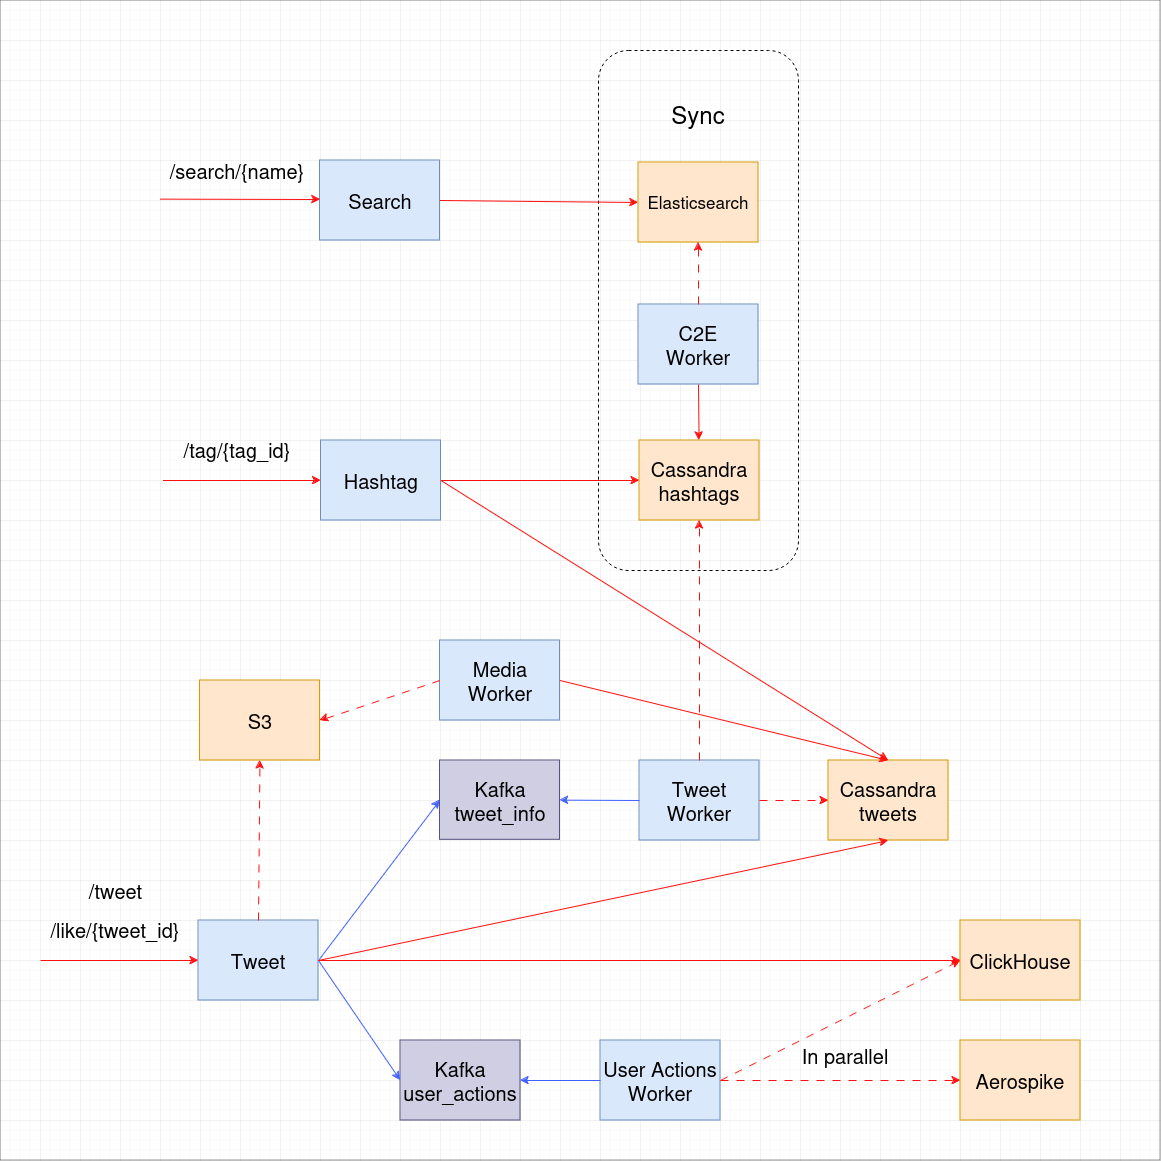 Sync
/search/{name}
Search
Elasticsearch
C2E
Worker
/tag/{tag_id}
Hashtag
Cassandra
hashtags
Media
Worker
S3
Kafka
tweet_info
Tweet
Worker
Cassandra
tweets
/tweet
/like/{tweet_id}
Tweet
ClickHouse
In parallel
Kafka
user_actions
User Actions
Worker
Aerospike